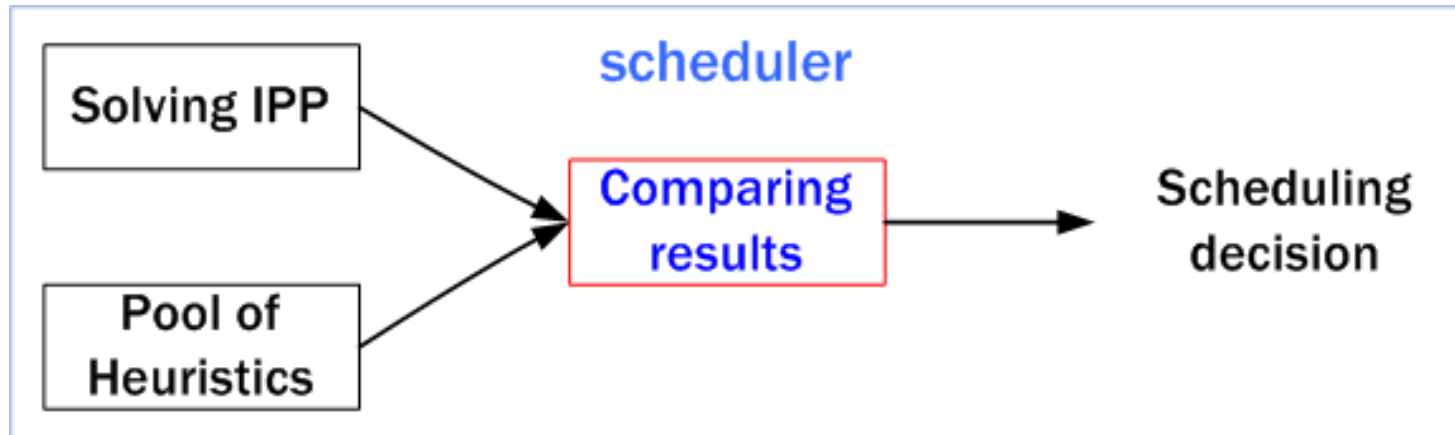 scheduler
Solving IPP
Comparing
results
Scheduling
decision
Pool of
Heuristics